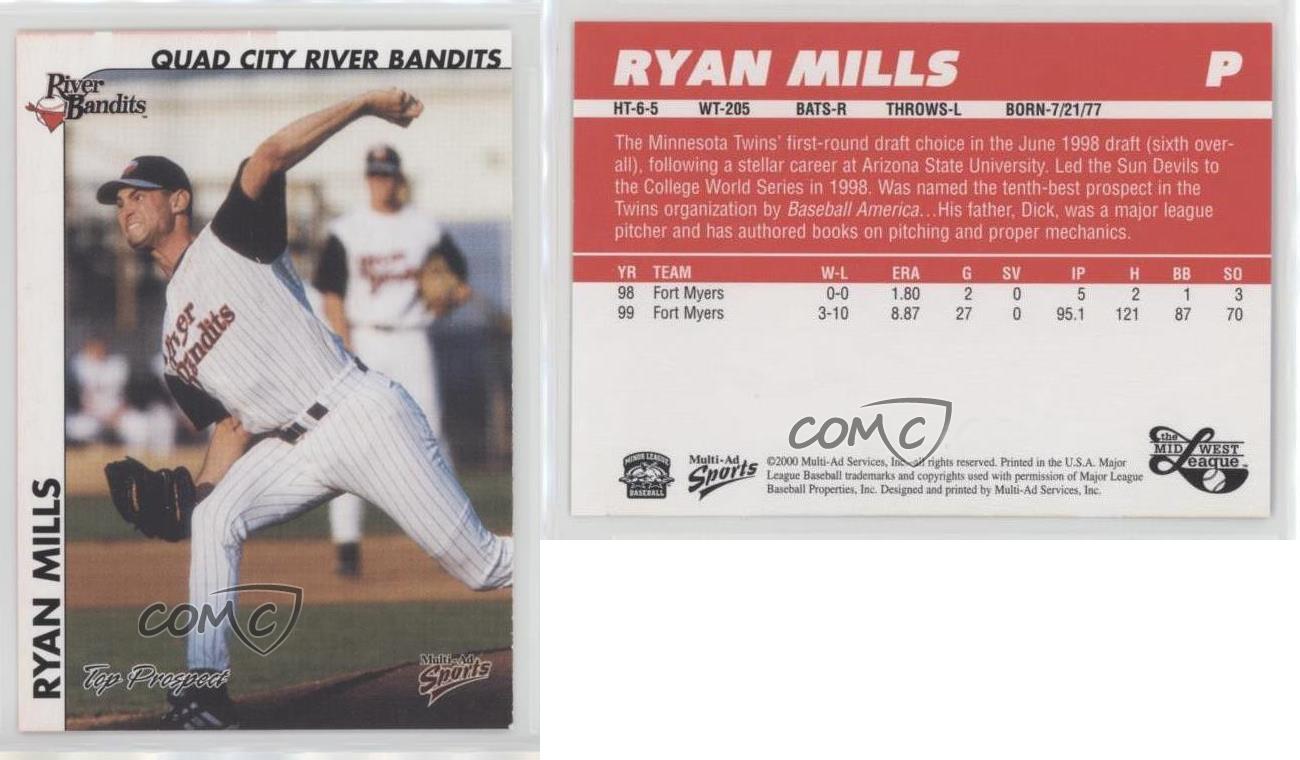 QUAD CITY RIVER BANDITS
River
Bandits
River
Bandits
RYAN MILLS
COMC
Top Prospect
Multi-Ad
Sports
RYAN MILLS P
HT-6-5 WT-205 BATS-R THROWS-L BORN-7/21/77
The Minnesota Twins' first-round draft choice in the June 1998 draft (sixth over-
all), following a stellar career at Arizona State University. Led the Sun Devils to
the College World Series in 1998. Was named the tenth-best prospect in the
Twins organization by Baseball America...His father, Dick, was a major league
pitcher and has authored books on pitching and proper mechanics.
YR TEAM W-L ERA G SV IP H BB SO
98 Fort Myers 0-0 1.80 2 0 5 2 1 3
99 Fort Myers 3-10 8.87 27 0 95.1 121 87 70
COMC
MINOR LEAGUE
BASEBALL
Multi-Ad
Sports
©2000 Multi-Ad Services, Inc. all rights reserved. Printed in the U.S.A. Major
League Baseball trademarks and copyrights used with permission of Major League
Baseball Properties, Inc. Designed and printed by Multi-Ad Services, Inc.
the
MIDWEST
League